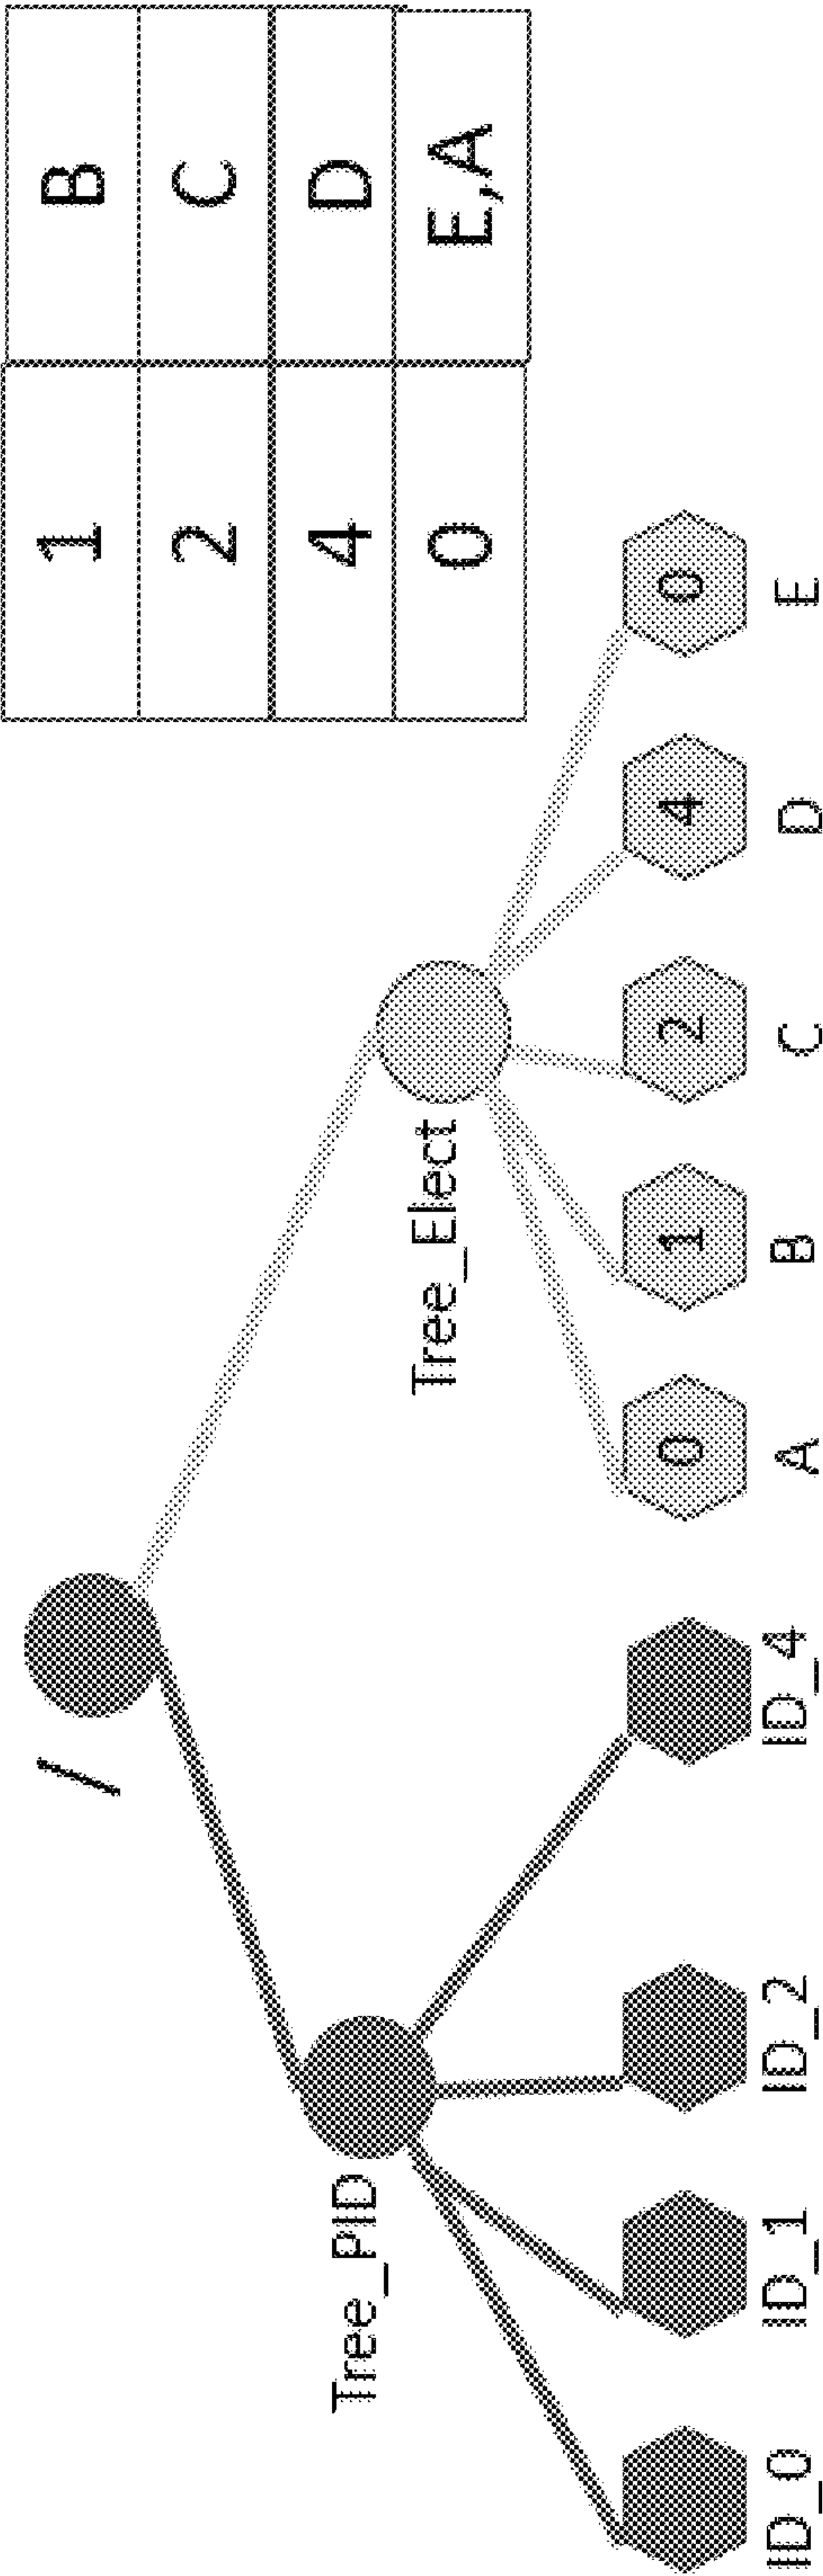 1 B
2 C
4 D
0 E,A
/
Tree_PID
Tree_Elect
0 1 2 4 0
ID_0 ID_1 ID_2 ID_4 A B C D E